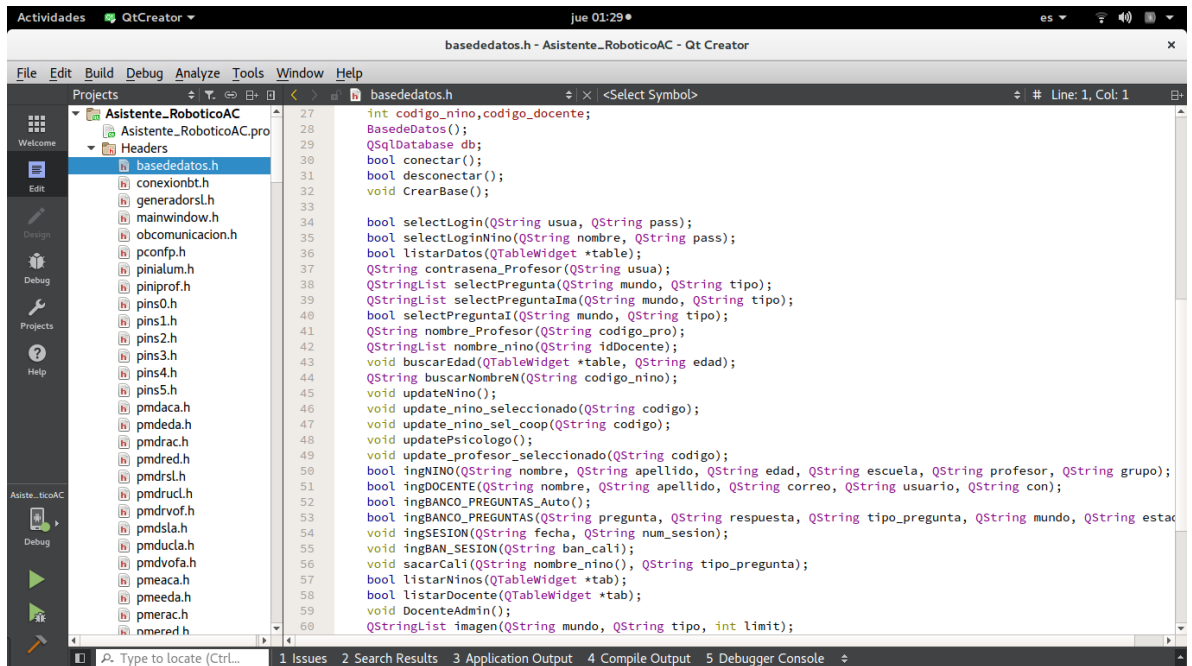 Actividades QtCreator jue 01:29 es
basededatos.h - Asistente_RoboticoAC - Qt Creator ×
File Edit Build Debug Analyze Tools Window Help
Projects basededatos.h <Select Symbol> # Line: 1, Col: 1
Welcome
Edit
Design
Debug
Projects
Help
Asiste…ticoAC
Debug
Asistente_RoboticoAC
Asistente_RoboticoAC.pro
Headers
basededatos.h
conexionbt.h
generadorsl.h
mainwindow.h
obcomunicacion.h
pconfp.h
pinialum.h
piniprof.h
pins0.h
pins1.h
pins2.h
pins3.h
pins4.h
pins5.h
pmdaca.h
pmdeda.h
pmdrac.h
pmdred.h
pmdrsl.h
pmdrucl.h
pmdrvof.h
pmdsla.h
pmducla.h
pmdvofa.h
pmeaca.h
pmeeda.h
pmerac.h
pmered.h
27 int codigo_nino,codigo_docente;
28 BasedeDatos();
29 QSqlDatabase db;
30 bool conectar();
31 bool desconectar();
32 void CrearBase();
33
34 bool selectLogin(QString usua, QString pass);
35 bool selectLoginNino(QString nombre, QString pass);
36 bool listarDatos(QTableWidget *table);
37 QString contrasena_Profesor(QString usua);
38 QStringList selectPregunta(QString mundo, QString tipo);
39 QStringList selectPreguntaIma(QString mundo, QString tipo);
40 bool selectPreguntaI(QString mundo, QString tipo);
41 QString nombre_Profesor(QString codigo_pro);
42 QStringList nombre_nino(QString idDocente);
43 void buscarEdad(QTableWidget *table, QString edad);
44 QString buscarNombreN(QString codigo_nino);
45 void updateNino();
46 void update_nino_seleccionado(QString codigo);
47 void update_nino_sel_coop(QString codigo);
48 void updatePsicologo();
49 void update_profesor_seleccionado(QString codigo);
50 bool ingNINO(QString nombre, QString apellido, QString edad, QString escuela, QString profesor, QString grupo);
51 bool ingDOCENTE(QString nombre, QString apellido, QString correo, QString usuario, QString con);
52 bool ingBANCO_PREGUNTAS_Auto();
53 bool ingBANCO_PREGUNTAS(QString pregunta, QString respuesta, QString tipo_pregunta, QString mundo, QString estad
54 void ingSESION(QString fecha, QString num_sesion);
55 void ingBAN_SESION(QString ban_cali);
56 void sacarCali(QString nombre_nino(), QString tipo_pregunta);
57 bool listarNinos(QTableWidget *tab);
58 bool listarDocente(QTableWidget *tab);
59 void DocenteAdmin();
60 QStringList imagen(QString mundo, QString tipo, int limit);
Type to locate (Ctrl... 1 Issues 2 Search Results 3 Application Output 4 Compile Output 5 Debugger Console